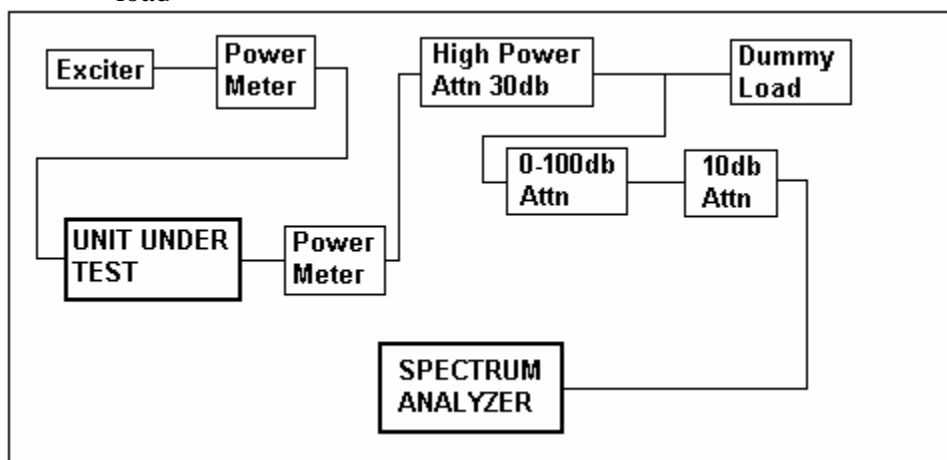 load
Exciter
Power
Meter
High Power
Attn 30db
Dummy
Load
0-100db
Attn
10db
Attn
UNIT UNDER
TEST
Power
Meter
SPECTRUM
ANALYZER